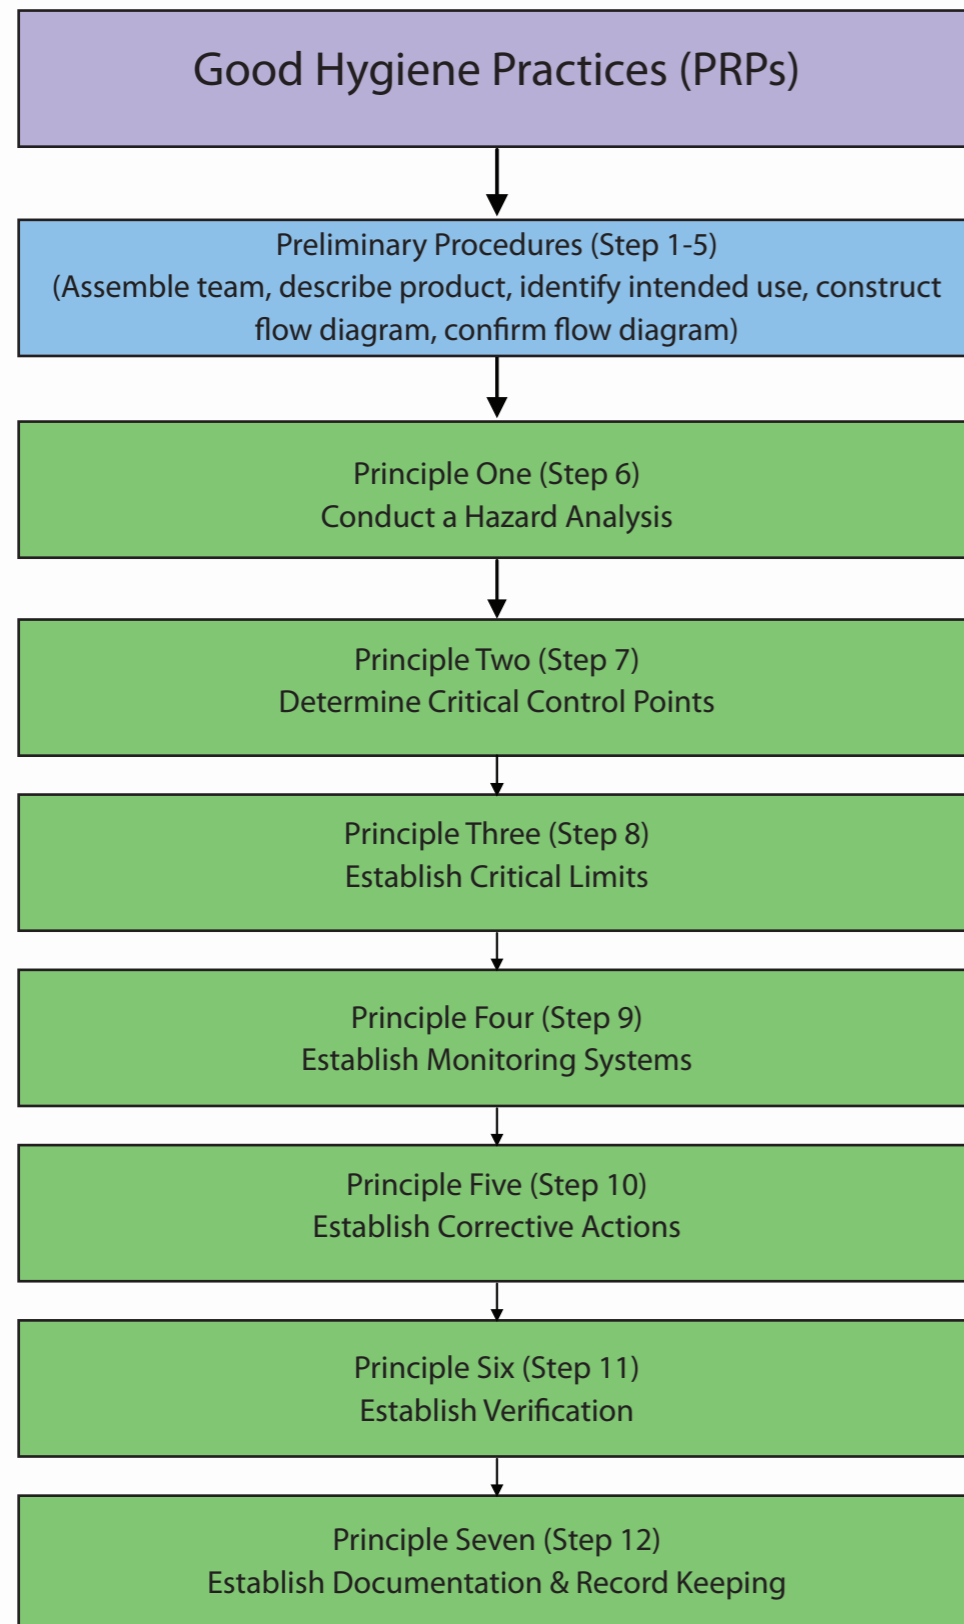 Good Hygiene Practices (PRPs)
Preliminary Procedures (Step 1-5)
(Assemble team, describe product, identify intended use, construct
flow diagram, confirm flow diagram)
Principle One (Step 6)
Conduct a Hazard Analysis
Principle Two (Step 7)
Determine Critical Control Points
Principle Three (Step 8)
Establish Critical Limits
Principle Four (Step 9)
Establish Monitoring Systems
Principle Five (Step 10)
Establish Corrective Actions
Principle Six (Step 11)
Establish Verification
Principle Seven (Step 12)
Establish Documentation & Record Keeping